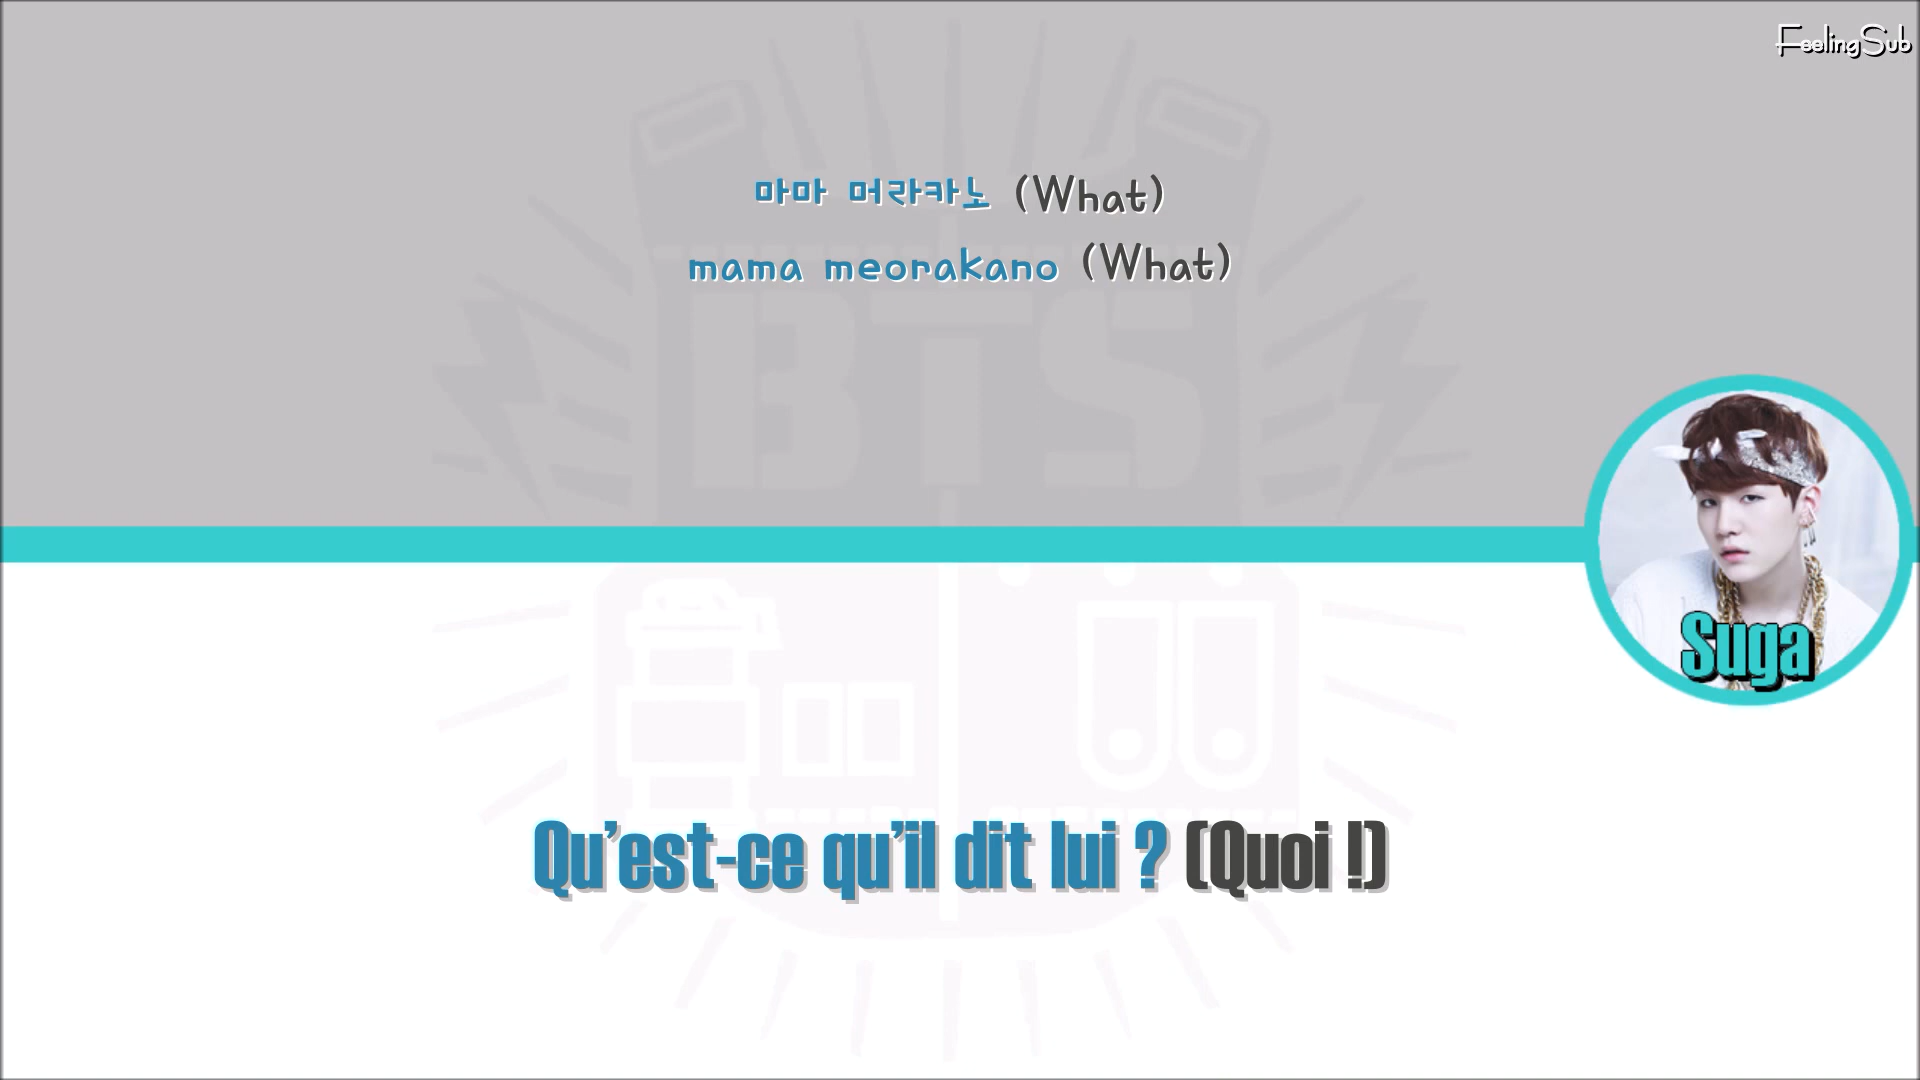 FeelingSub
마마 머라카노 (What)
mama meorakano (What)
BTS
Suga
Qu'est-ce qu'il dit lui ? (Quoi !)